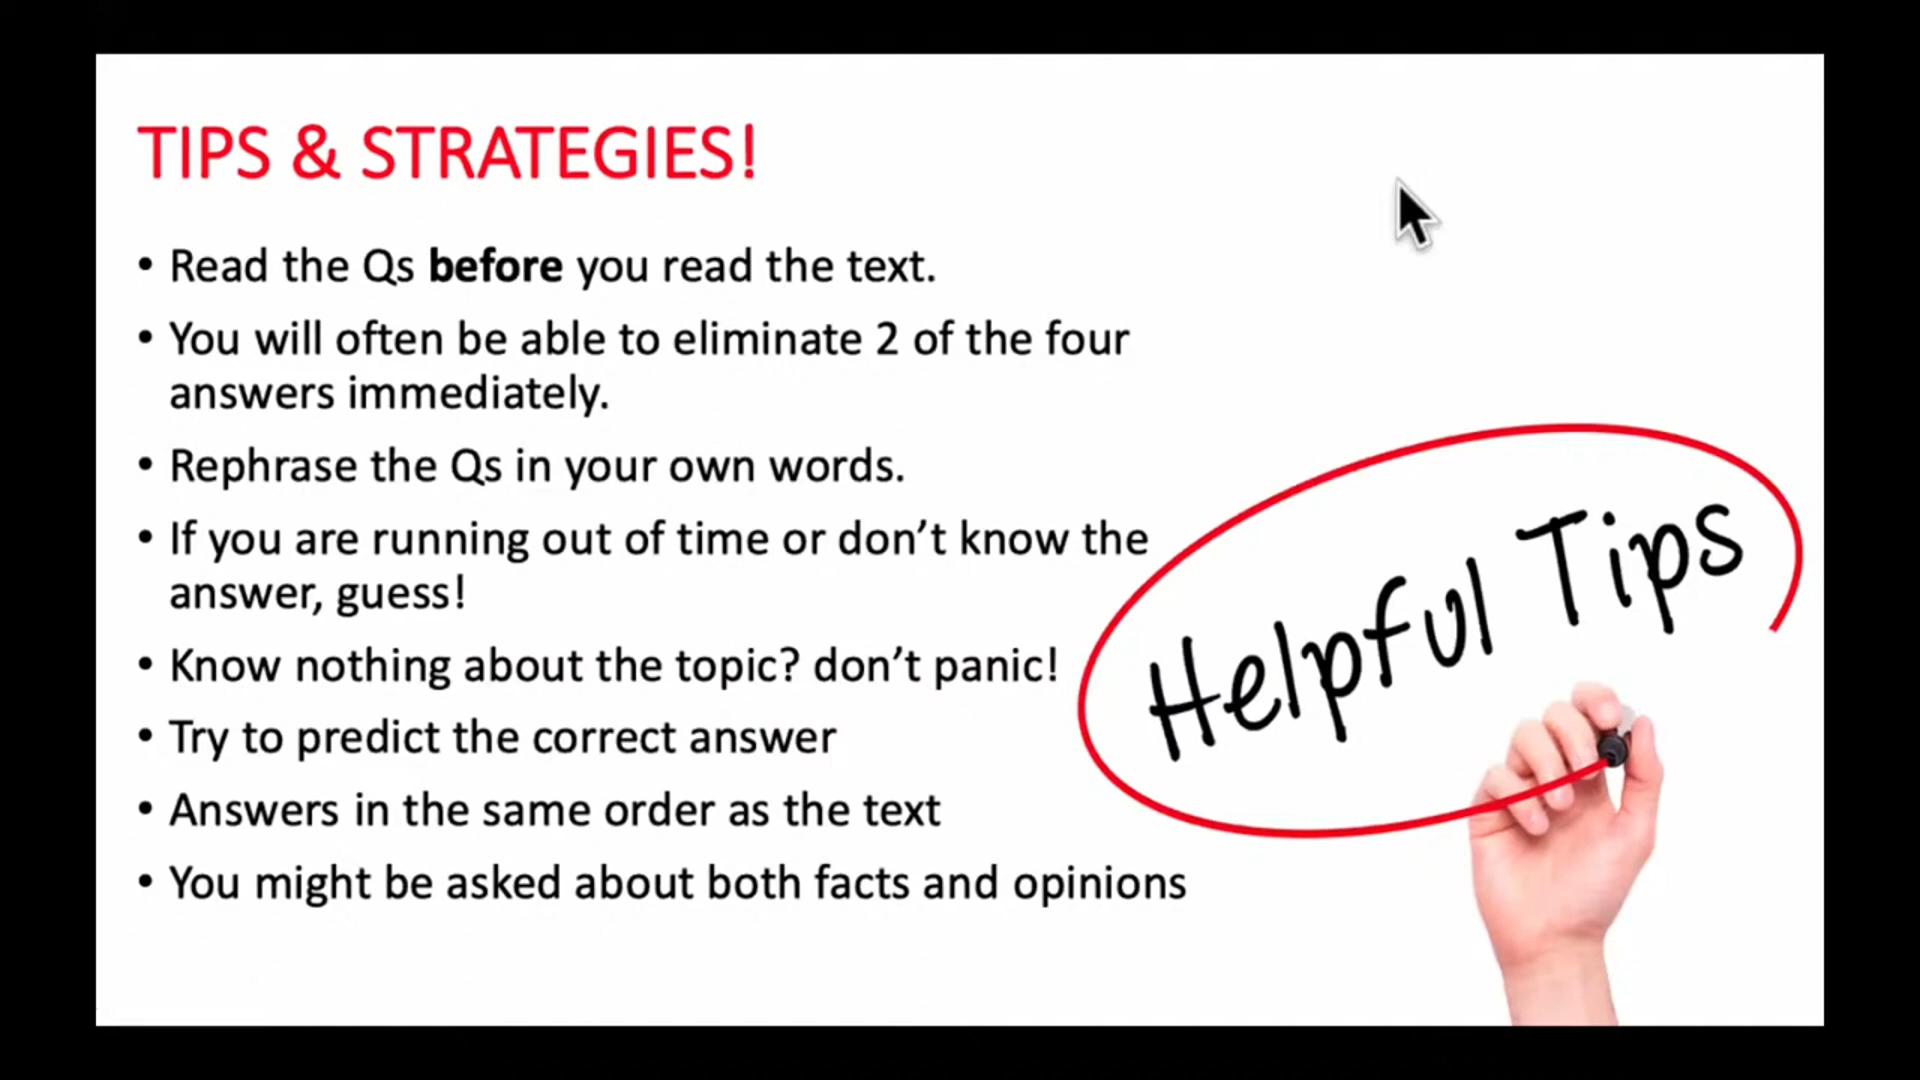 TIPS & STRATEGIES!
• Read the Qs before you read the text.
• You will often be able to eliminate 2 of the four
answers immediately.
• Rephrase the Qs in your own words.
• If you are running out of time or don’t know the
answer, guess!
• Know nothing about the topic? don’t panic!
• Try to predict the correct answer
• Answers in the same order as the text
• You might be asked about both facts and opinions
Helpful Tips